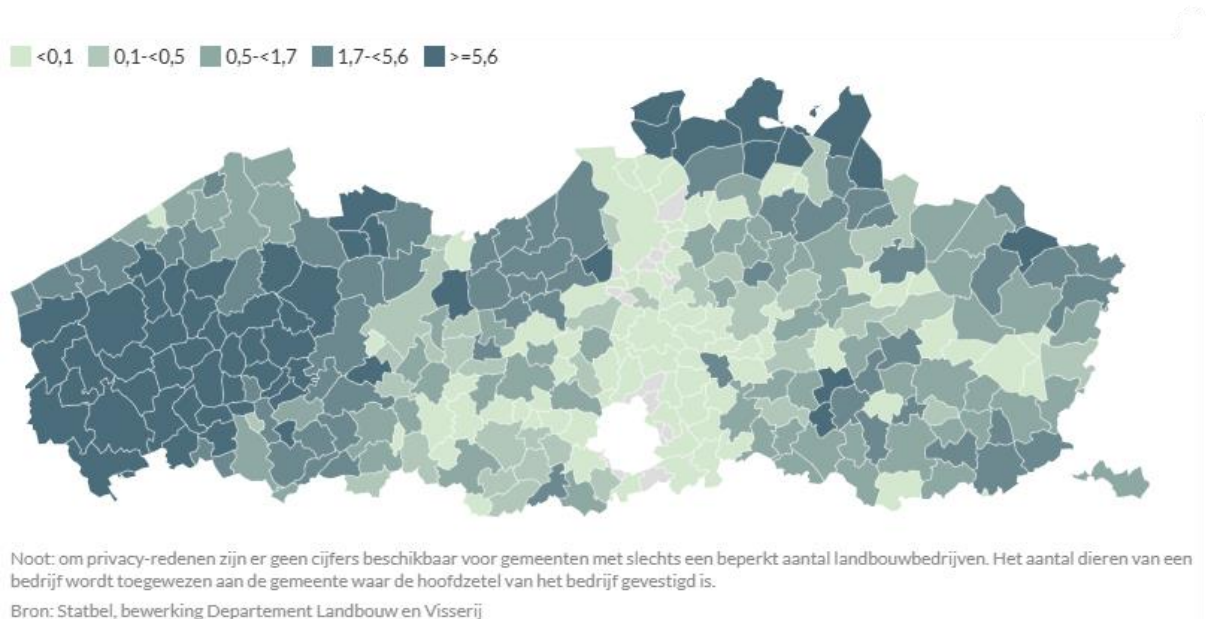 <0,1 0,1-<0,5 0,5-<1,7 1,7-<5,6 >=5,6
Noot: om privacy-redenen zijn er geen cijfers beschikbaar voor gemeenten met slechts een beperkt aantal landbouwbedrijven. Het aantal dieren van een
bedrijf wordt toegewezen aan de gemeente waar de hoofdzetel van het bedrijf gevestigd is.
Bron: Statbel, bewerking Departement Landbouw en Visserij